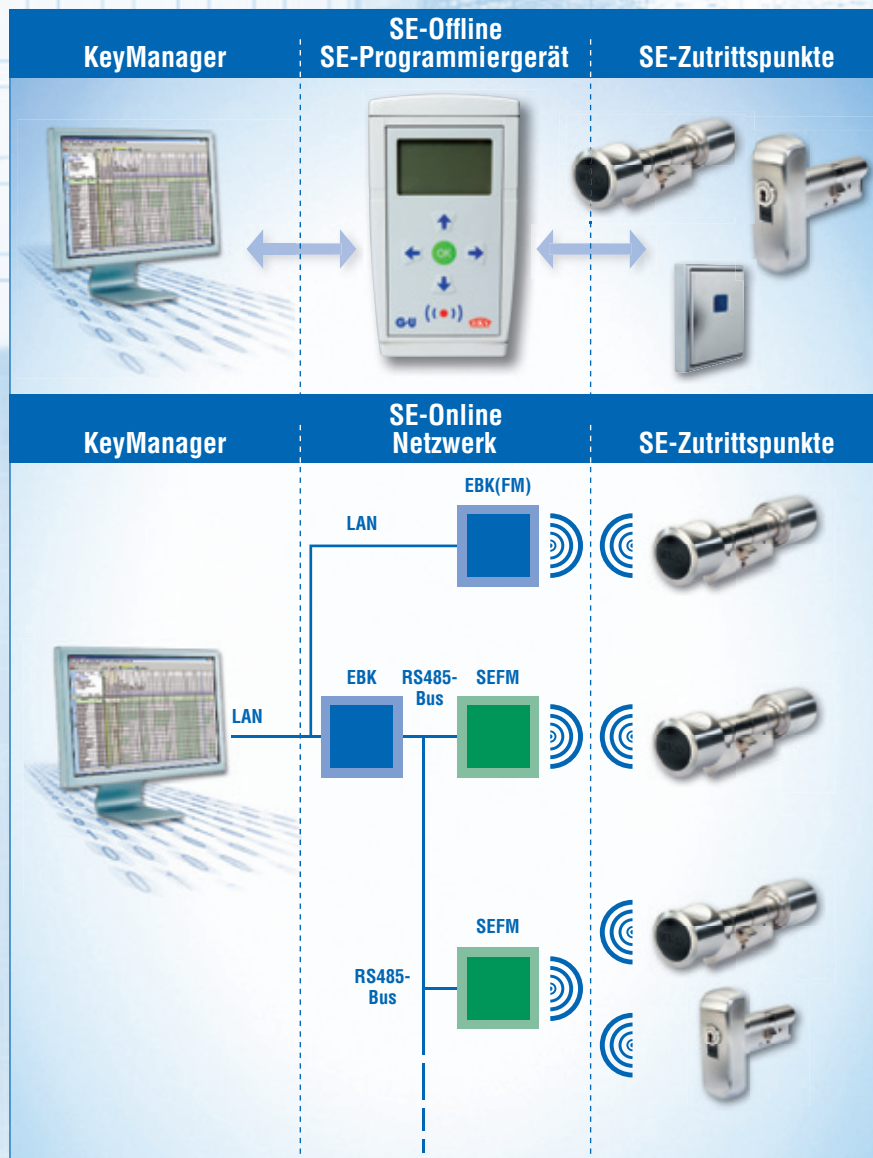 KeyManager
SE-Offline
SE-Programmiergerät
SE-Zutrittspunkte
OK
G-U
BKS
KeyManager
SE-Online
Netzwerk
SE-Zutrittspunkte
EBK(FM)
LAN
EBK
RS485-
Bus
SEFM
LAN
SEFM
RS485-
Bus